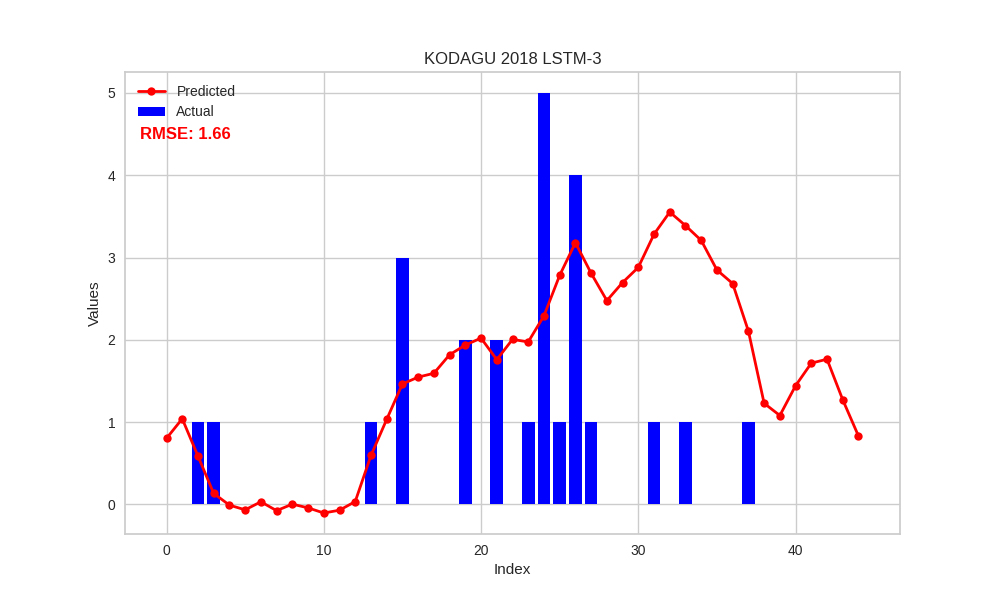 KODAGU 2018 LSTM-3
Predicted
Actual
RMSE: 1.66
5
4
3
2
1
0
Values
0 10 20 30 40
Index